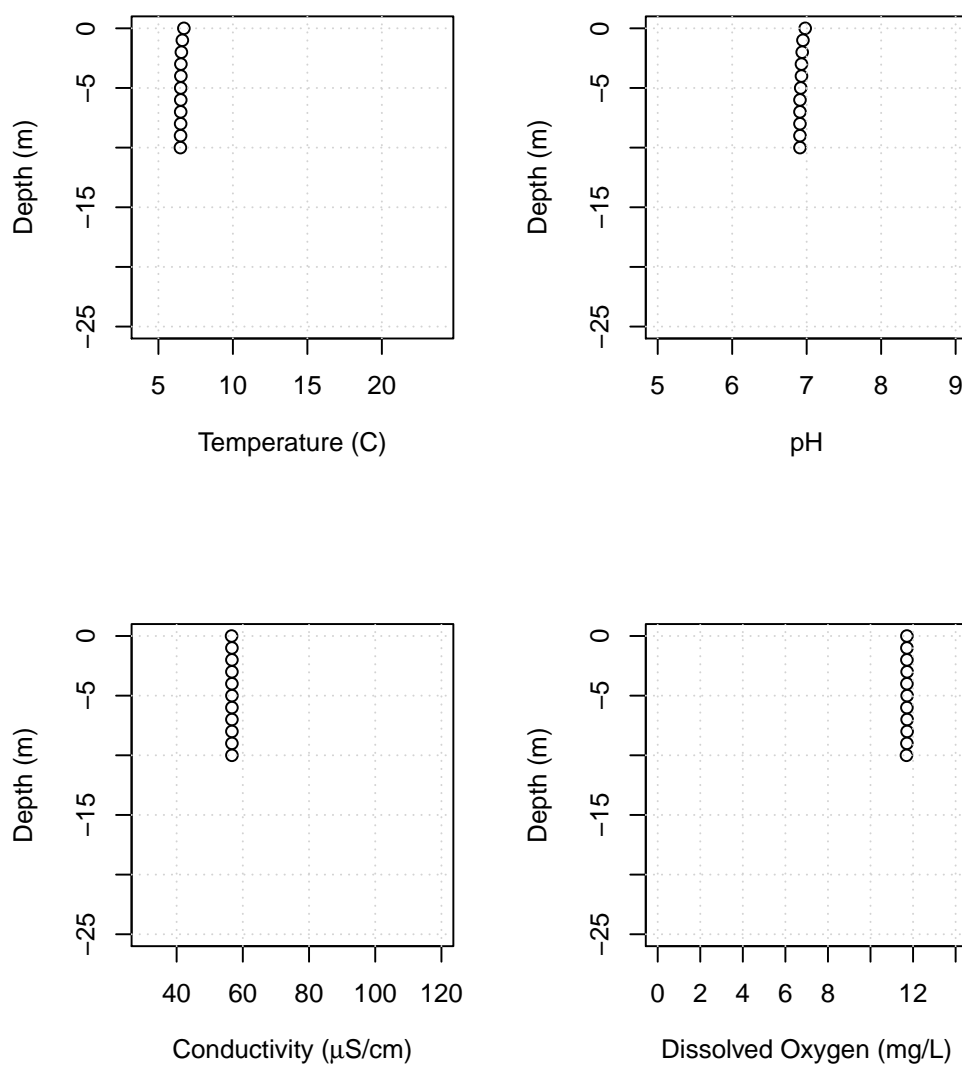 0
−5
−15
−25
Depth (m)
5 10 15 20
Temperature (C)
0
−5
−15
−25
Depth (m)
5 6 7 8 9
pH
0
−5
−15
−25
Depth (m)
40 60 80 100 120
Conductivity (μS/cm)
0
−5
−15
−25
Depth (m)
0 2 4 6 8 12
Dissolved Oxygen (mg/L)